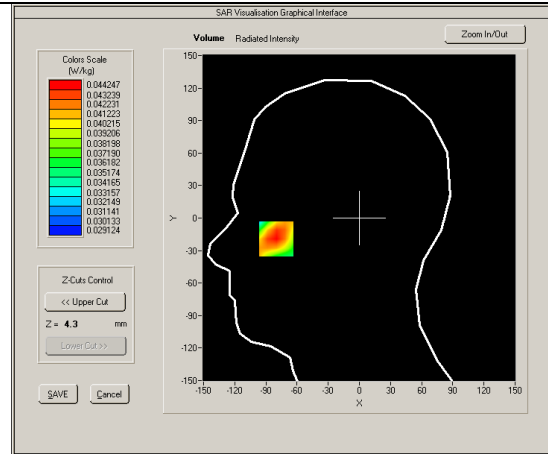 SAR Visualisation Graphical Interface
Volume Radiated Intensity
Zoom In/Out
Colors Scale
(W/kg)
0.044247
0.043239
0.042231
0.041223
0.040215
0.039206
0.038198
0.037190
0.036182
0.035174
0.034165
0.033157
0.032149
0.031141
0.030133
0.029124
Z-Cuts Control
<< Upper Cut
Z = 4.3 mm
Lower Cut >>
SAVE Cancel
150
120
90
60
30
0
-30
-60
-90
-120
-150
Y
-150 -120 -90 -60 -30 0 30 60 90 120 150
X